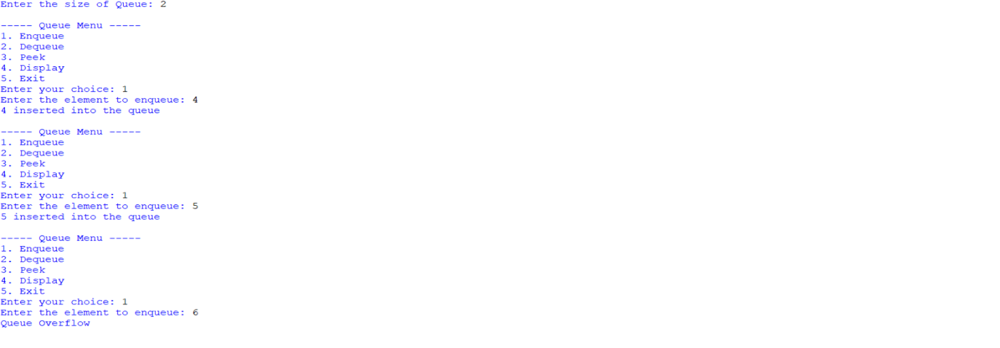 Enter the size of Queue: 2
----- Queue Menu -----
1. Enqueue
2. Dequeue
3. Peek
4. Display
5. Exit
Enter your choice: 1
Enter the element to enqueue: 4
4 inserted into the queue
----- Queue Menu -----
1. Enqueue
2. Dequeue
3. Peek
4. Display
5. Exit
Enter your choice: 1
Enter the element to enqueue: 5
5 inserted into the queue
----- Queue Menu -----
1. Enqueue
2. Dequeue
3. Peek
4. Display
5. Exit
Enter your choice: 1
Enter the element to enqueue: 6
Queue Overflow